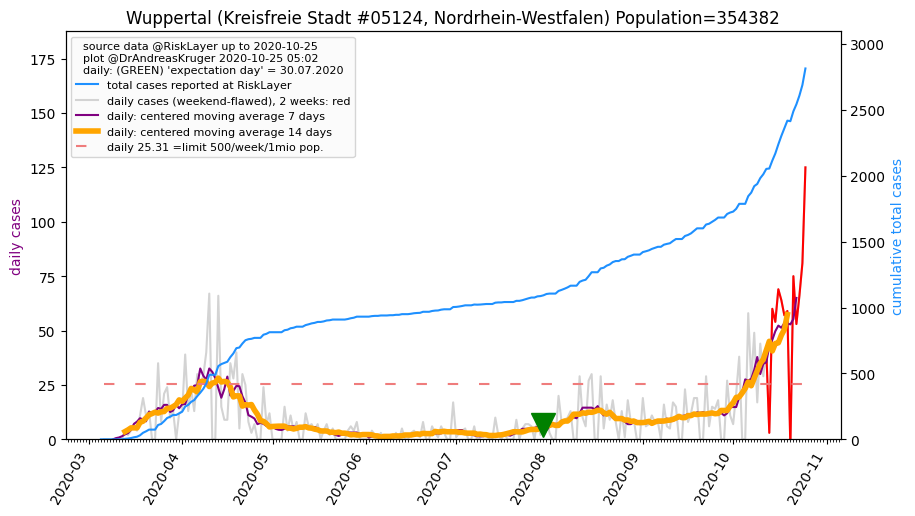 Wuppertal (Kreisfreie Stadt #05124, Nordrhein-Westfalen) Population=354382
source data @RiskLayer up to 2020-10-25
plot @DrAndreasKruger 2020-10-25 05:02
daily: (GREEN) 'expectation day' = 30.07.2020
total cases reported at RiskLayer
daily cases (weekend-flawed), 2 weeks: red
daily: centered moving average 7 days
daily: centered moving average 14 days
daily 25.31 =limit 500/week/1mio pop.
daily cases
175
150
125
100
75
50
25
0
cumulative total cases
3000
2500
2000
1500
1000
500
0
2020-03
2020-04
2020-05
2020-06
2020-07
2020-08
2020-09
2020-10
2020-11